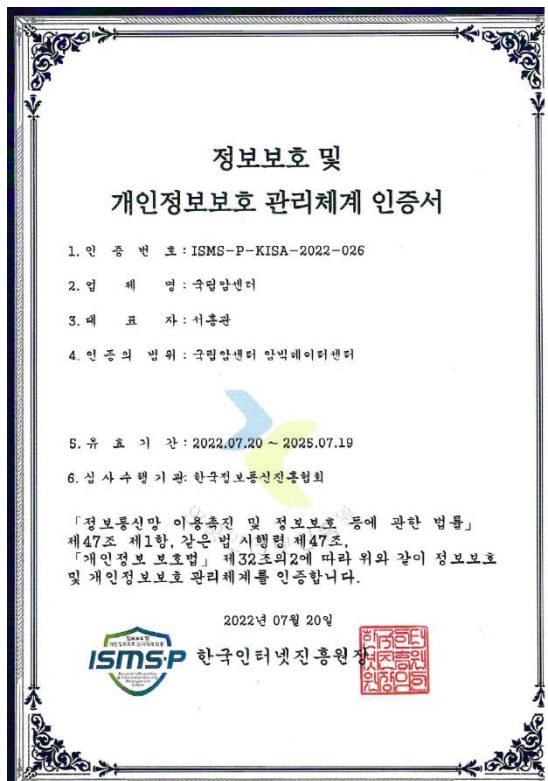 정보보호 및
개인정보보호 관리체계 인증서
1. 인 증 번 호 : ISMS-P-KISA-2022-026
2. 업 체 명 : 국립암센터
3. 대 표 자 : 서홍관
4. 인증의 범위 : 국립암센터 암빅데이터센터
5. 유 효 기 간 : 2022.07.20 ~ 2025.07.19
6. 심사수행기관: 한국정보통신진흥협회
「정보통신망 이용촉진 및 정보보호 등에 관한 법률」
제47조 제1항, 같은 법 시행령 제47조,
「개인정보 보호법」 제32조의2에 따라 위와 같이 정보보호
및 개인정보보호 관리체계를 인증합니다.
2022년 07월 20일
ISMS-P
한국인터넷진흥원장